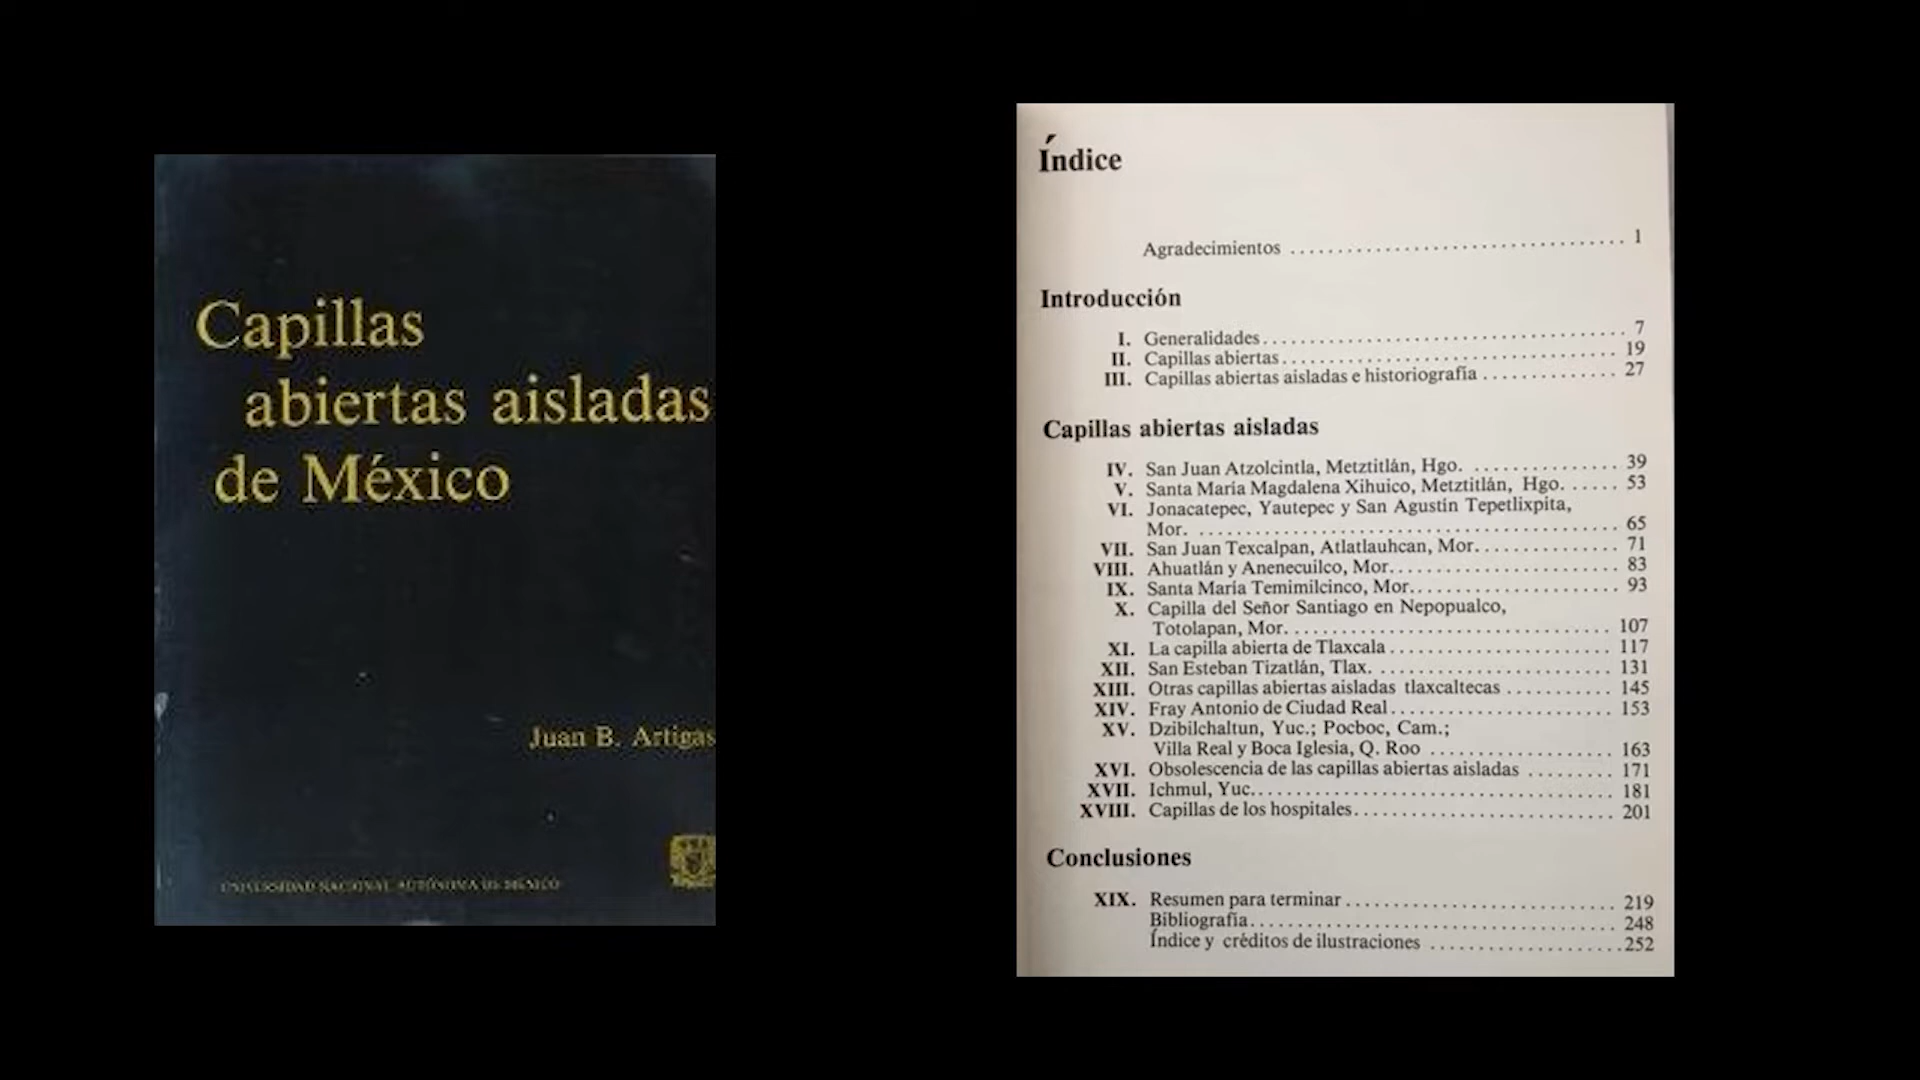 Capillas
abiertas aisladas
de México
Juan B. Artigas
UNIVERSIDAD NACIONAL AUTÓNOMA DE MÉXICO
Índice
Agradecimientos ........................................ 1
Introducción
I. Generalidades ........................................ 7
II. Capillas abiertas ........................................ 19
III. Capillas abiertas aisladas e historiografía .............. 27
Capillas abiertas aisladas
IV. San Juan Atzolcintla, Metztitlán, Hgo. ............... 39
V. Santa María Magdalena Xihuico, Metztitlán, Hgo. ...... 53
VI. Jonacatepec, Yautepec y San Agustín Tepetlixpita,
Mor. ........................................ 65
VII. San Juan Texcalpan, Atlatlauhcan, Mor. ............... 71
VIII. Ahuatlán y Anenecuilco, Mor. ........................ 83
IX. Santa María Temimilcinco, Mor. ...................... 93
X. Capilla del Señor Santiago en Nepopualco,
Totolapan, Mor. ................................ 107
XI. La capilla abierta de Tlaxcala ........................ 117
XII. San Esteban Tizatlán, Tlax. ........................ 131
XIII. Otras capillas abiertas aisladas tlaxcaltecas ........... 145
XIV. Fray Antonio de Ciudad Real ........................ 153
XV. Dzibilchaltun, Yuc.; Pocboc, Cam.;
Villa Real y Boca Iglesia, Q. Roo .................. 163
XVI. Obsolescencia de las capillas abiertas aisladas ......... 171
XVII. Ichmul, Yuc. ................................ 181
XVIII. Capillas de los hospitales ........................ 201
Conclusiones
XIX. Resumen para terminar ........................ 219
Bibliografía ........................................ 248
Índice y créditos de ilustraciones .................. 252